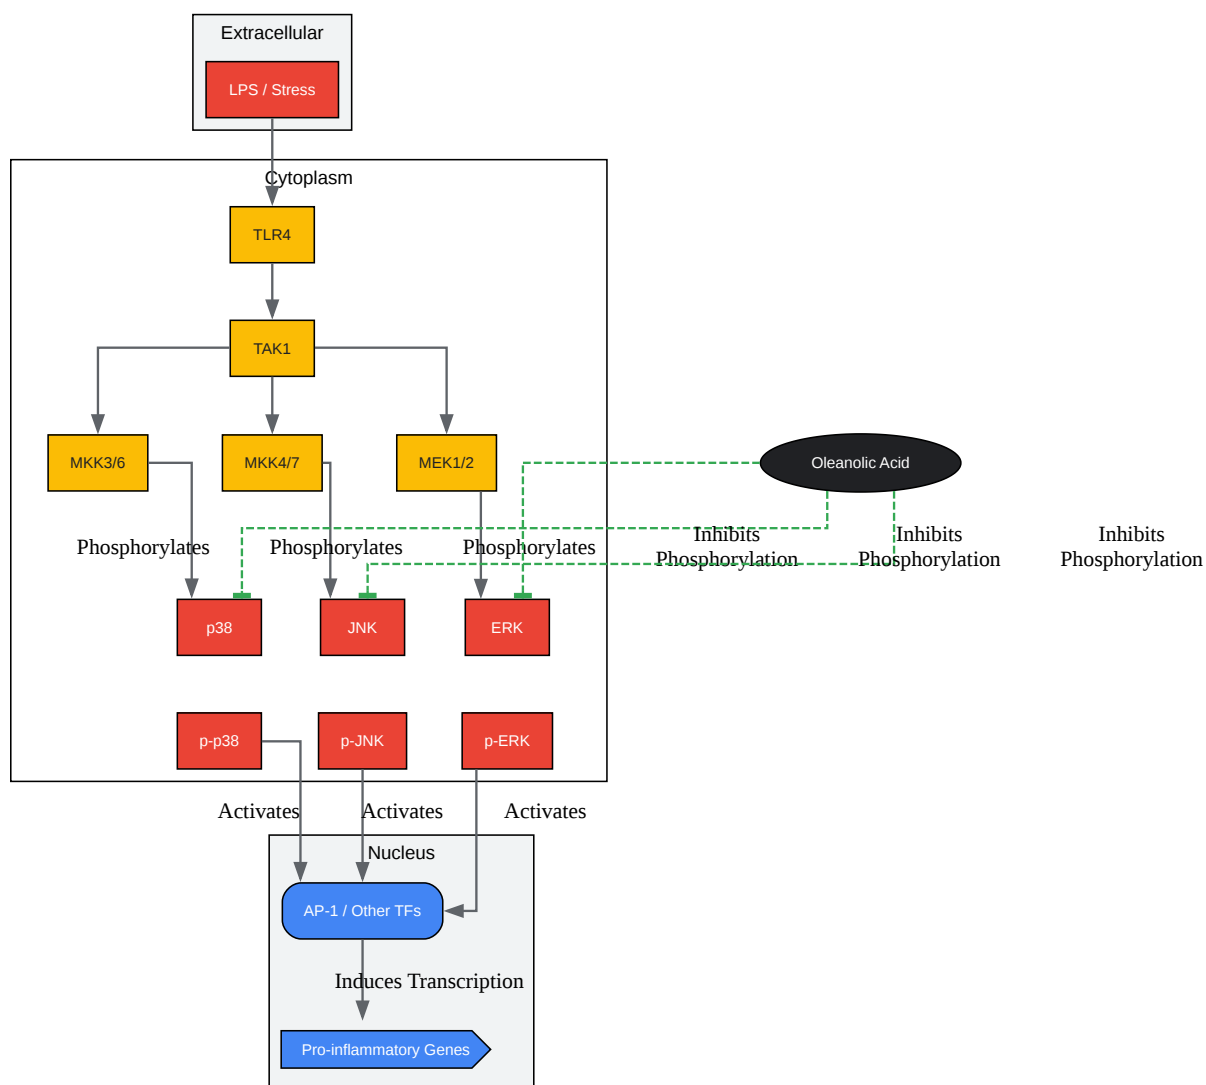 Extracellular
LPS / Stress
Cytoplasm
TLR4
TAK1
MKK3/6
MKK4/7
MEK1/2
Oleanolic Acid
Phosphorylates
Phosphorylates
Phosphorylates
Inhibits
Phosphorylation
Inhibits
Phosphorylation
Inhibits
Phosphorylation
p38
JNK
ERK
p-p38
p-JNK
p-ERK
Activates
Activates
Activates
Nucleus
AP-1 / Other TFs
Induces Transcription
Pro-inflammatory Genes